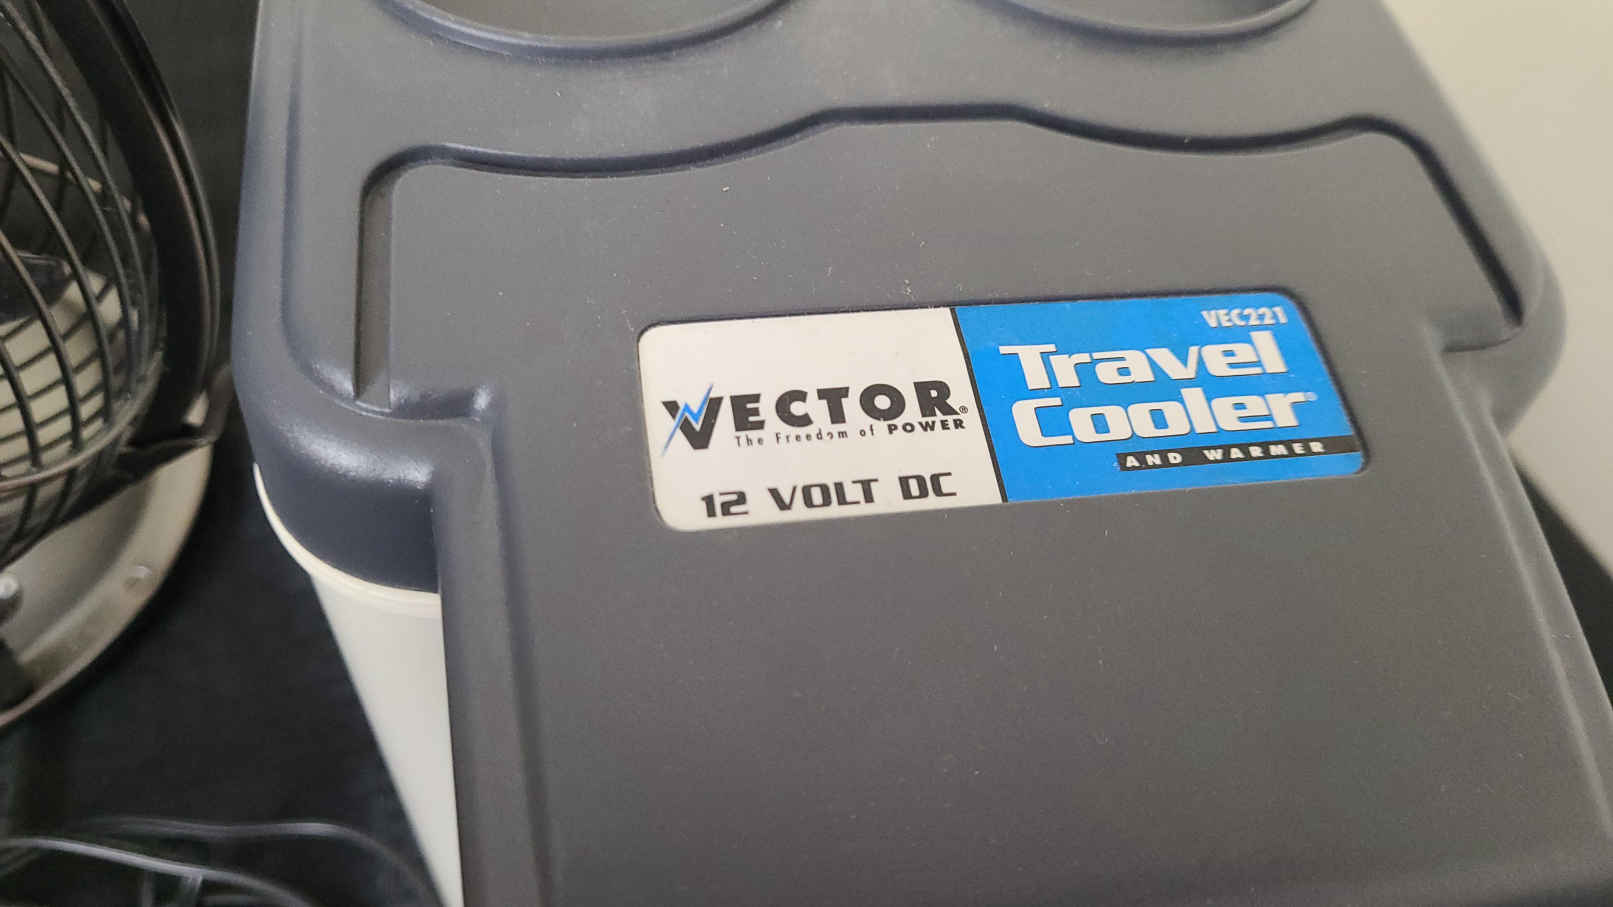 VECTOR®
The Freedom of POWER
12 VOLT DC
VEC221
Travel
Cooler®
AND WARMER